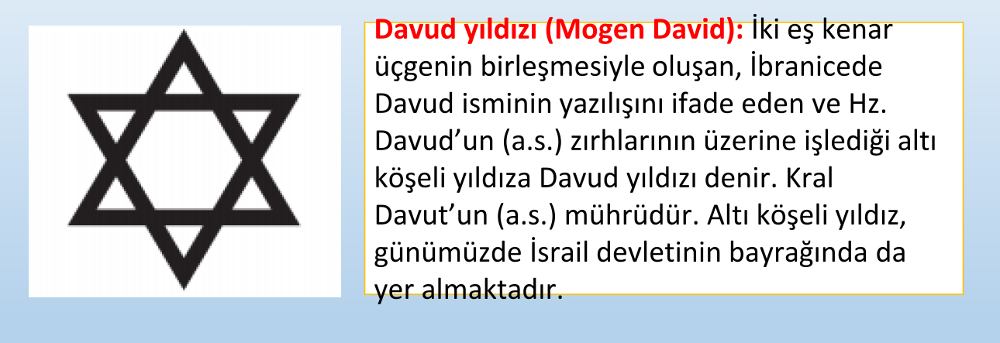 Davud yıldızı (Mogen David): İki eş kenar
üçgenin birleşmesiyle oluşan, İbranicede
Davud isminin yazılışını ifade eden ve Hz.
Davud’un (a.s.) zırhlarının üzerine işlediği altı
köşeli yıldıza Davud yıldızı denir. Kral
Davut’un (a.s.) mührüdür. Altı köşeli yıldız,
günümüzde İsrail devletinin bayrağında da
yer almaktadır.